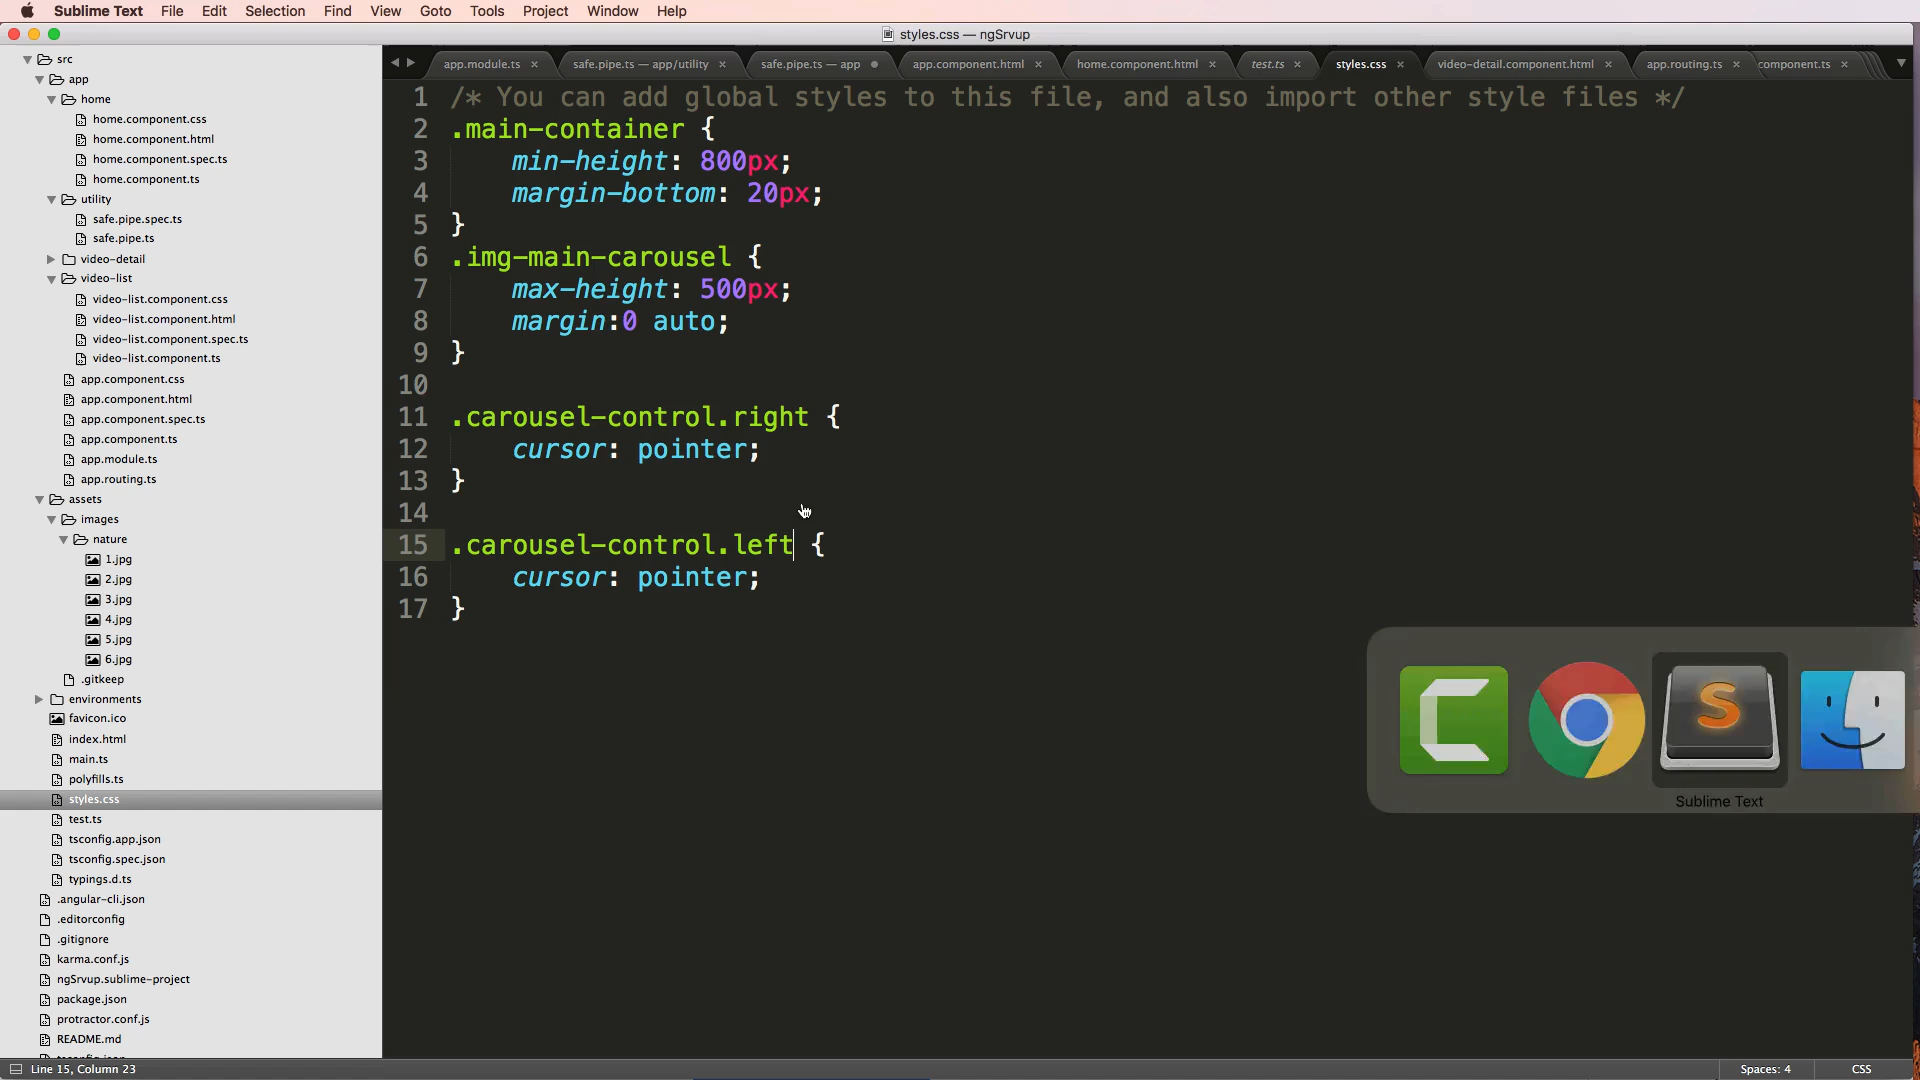 Sublime Text File Edit Selection Find View Goto Tools Project Window Help
styles.css — ngSrvup
app.module.ts × safe.pipe.ts — app/utility × safe.pipe.ts — app app.component.html × home.component.html × test.ts × styles.css × video-detail.component.html × app.routing.ts × component.ts ×
src
app
home
home.component.css
home.component.html
home.component.spec.ts
home.component.ts
utility
safe.pipe.spec.ts
safe.pipe.ts
video-detail
video-list
video-list.component.css
video-list.component.html
video-list.component.spec.ts
video-list.component.ts
app.component.css
app.component.html
app.component.spec.ts
app.component.ts
app.module.ts
app.routing.ts
assets
images
nature
1.jpg
2.jpg
3.jpg
4.jpg
5.jpg
6.jpg
.gitkeep
environments
favicon.ico
index.html
main.ts
polyfills.ts
styles.css
test.ts
tsconfig.app.json
tsconfig.spec.json
typings.d.ts
.angular-cli.json
.editorconfig
.gitignore
karma.conf.js
ngSrvup.sublime-project
package.json
protractor.conf.js
README.md
1 /* You can add global styles to this file, and also import other style files */
2 .main-container {
3 min-height: 800px;
4 margin-bottom: 20px;
5 }
6 .img-main-carousel {
7 max-height: 500px;
8 margin:0 auto;
9 }
10
11 .carousel-control.right {
12 cursor: pointer;
13 }
14
15 .carousel-control.left {
16 cursor: pointer;
17 }
S
Sublime Text
Line 15, Column 23 Spaces: 4 CSS